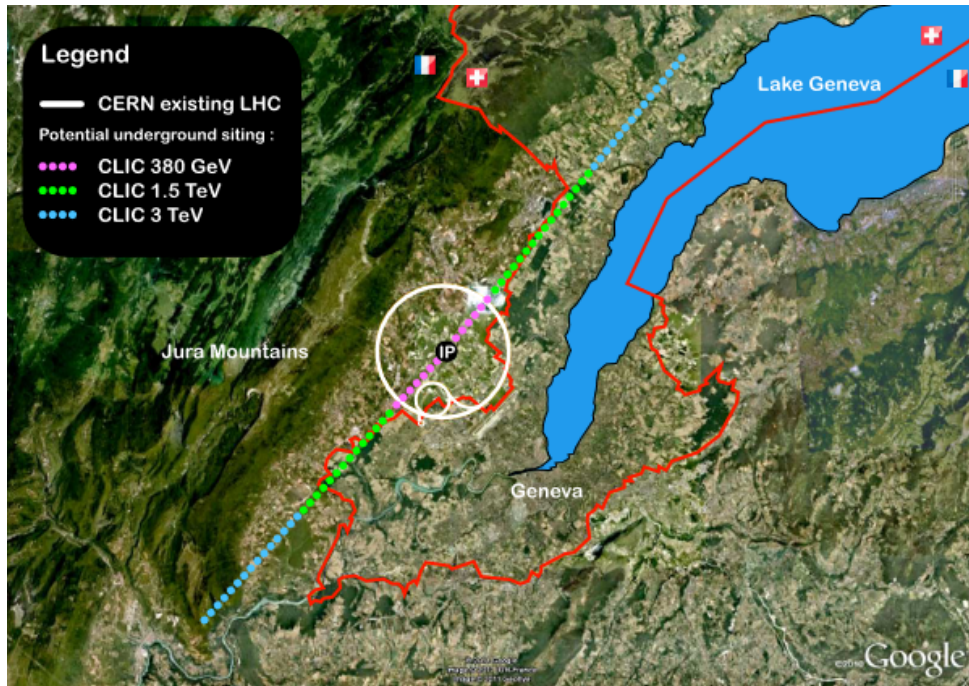 Legend
CERN existing LHC
Potential underground siting :
CLIC 380 GeV
CLIC 1.5 TeV
CLIC 3 TeV
Lake Geneva
Jura Mountains
IP
Geneva
©2010 Google